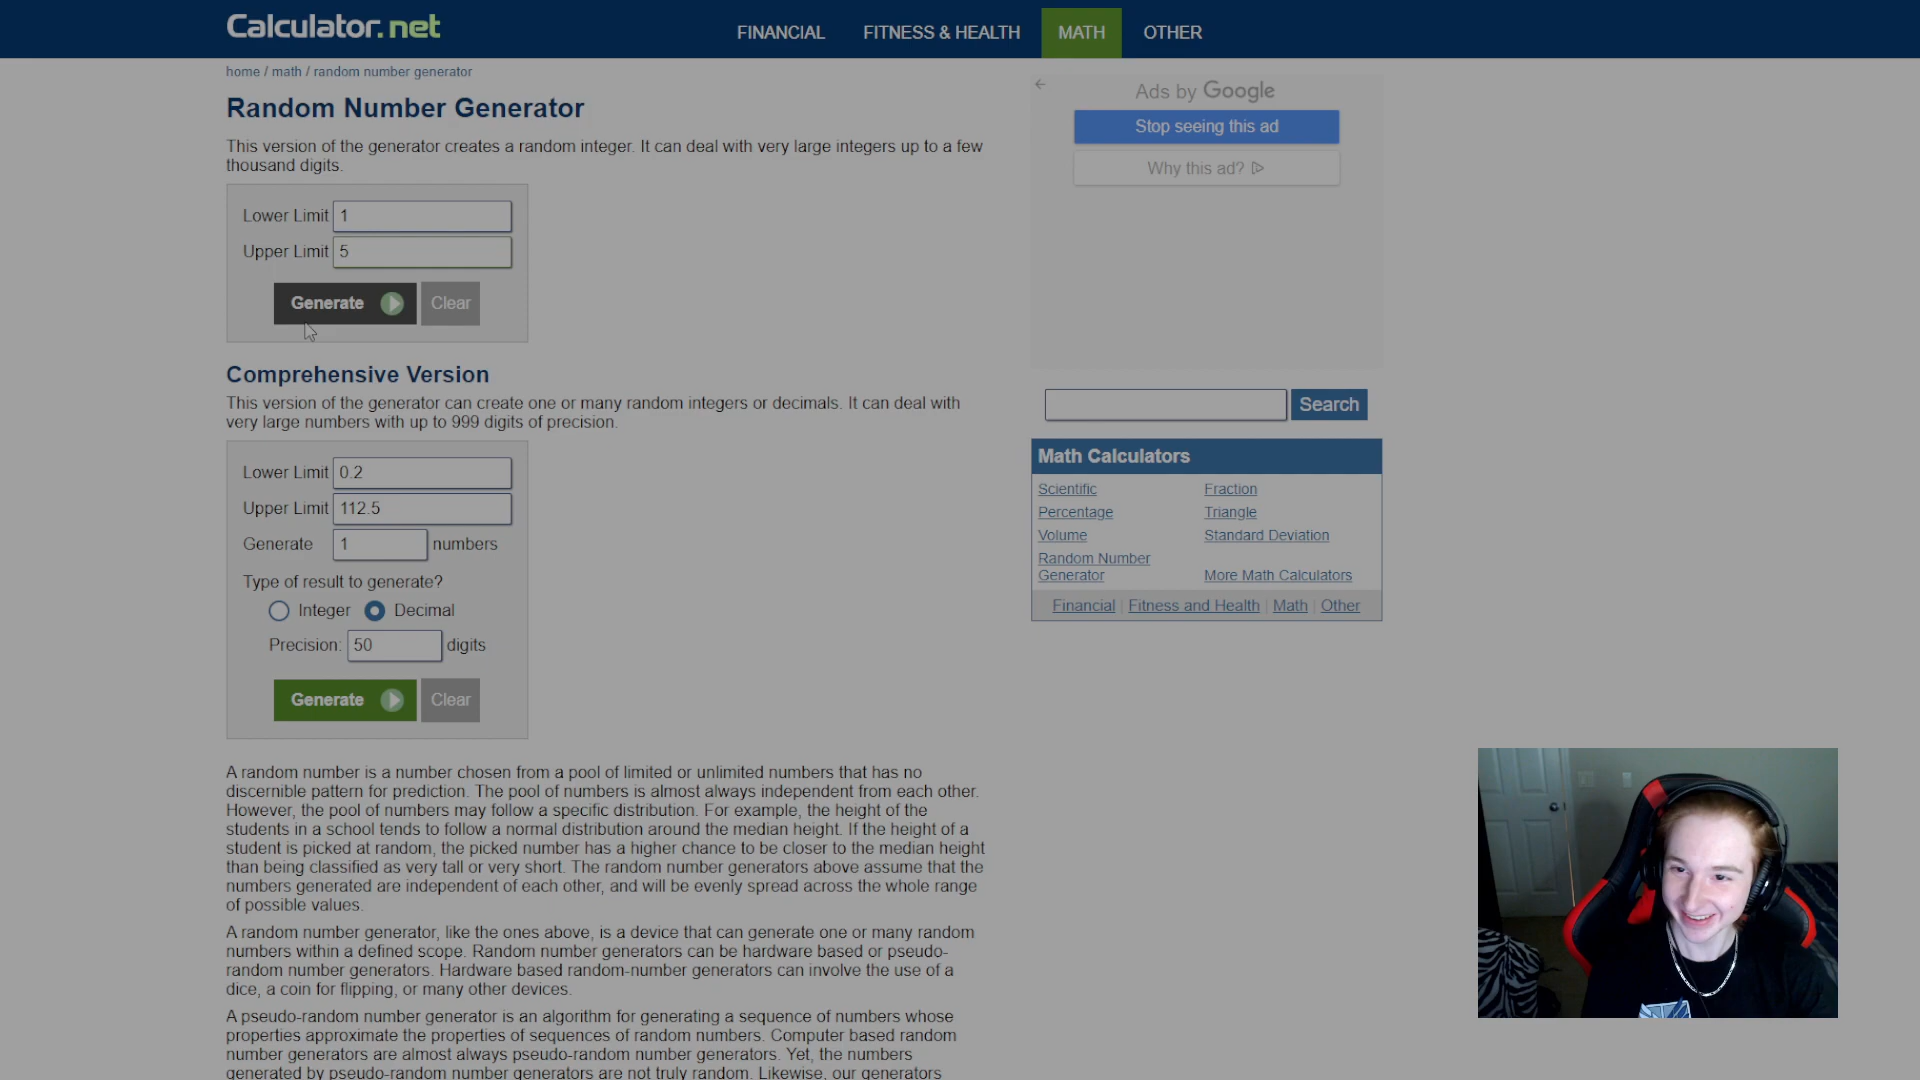 Calculator.net
FINANCIAL
FITNESS & HEALTH
MATH
OTHER
home / math / random number generator
Random Number Generator
This version of the generator creates a random integer. It can deal with very large integers up to a few
thousand digits.
Lower Limit 1
Upper Limit 5
Generate
Clear
Comprehensive Version
This version of the generator can create one or many random integers or decimals. It can deal with
very large numbers with up to 999 digits of precision.
Lower Limit 0.2
Upper Limit 112.5
Generate 1 numbers
Type of result to generate?
Integer Decimal
Precision: 50 digits
Generate
Clear
A random number is a number chosen from a pool of limited or unlimited numbers that has no
discernible pattern for prediction. The pool of numbers is almost always independent from each other.
However, the pool of numbers may follow a specific distribution. For example, the height of the
students in a school tends to follow a normal distribution around the median height. If the height of a
student is picked at random, the picked number has a higher chance to be closer to the median height
than being classified as very tall or very short. The random number generators above assume that the
numbers generated are independent of each other, and will be evenly spread across the whole range
of possible values.
A random number generator, like the ones above, is a device that can generate one or many random
numbers within a defined scope. Random number generators can be hardware based or pseudo-
random number generators. Hardware based random-number generators can involve the use of a
dice, a coin for flipping, or many other devices.
A pseudo-random number generator is an algorithm for generating a sequence of numbers whose
properties approximate the properties of sequences of random numbers. Computer based random
number generators are almost always pseudo-random number generators. Yet, the numbers
generated by pseudo-random number generators are not truly random. Likewise, our generators
Ads by Google
Stop seeing this ad
Why this ad?
Search
Math Calculators
Scientific
Fraction
Percentage
Triangle
Volume
Standard Deviation
Random Number
Generator
More Math Calculators
Financial | Fitness and Health | Math | Other